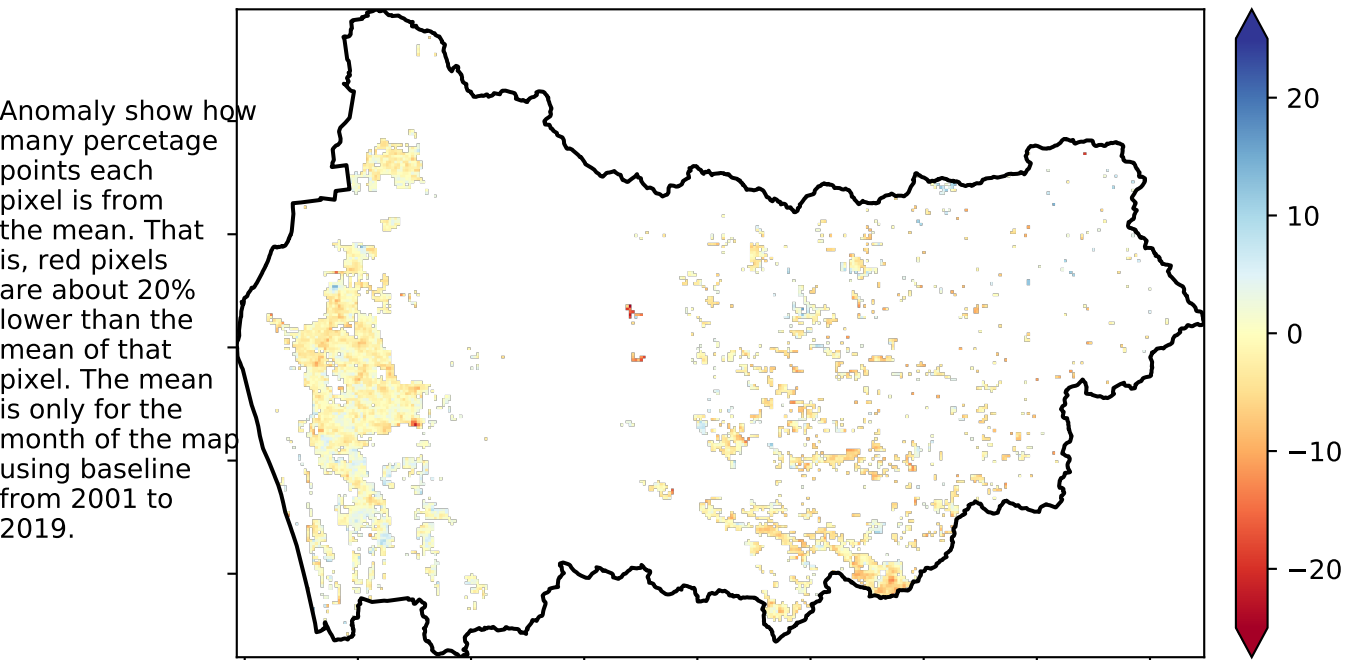 Anomaly show how
many percetage
points each
pixel is from
the mean. That
is, red pixels
are about 20%
lower than the
mean of that
pixel. The mean
is only for the
month of the map
using baseline
from 2001 to
2019.
20
10
0
−10
−20